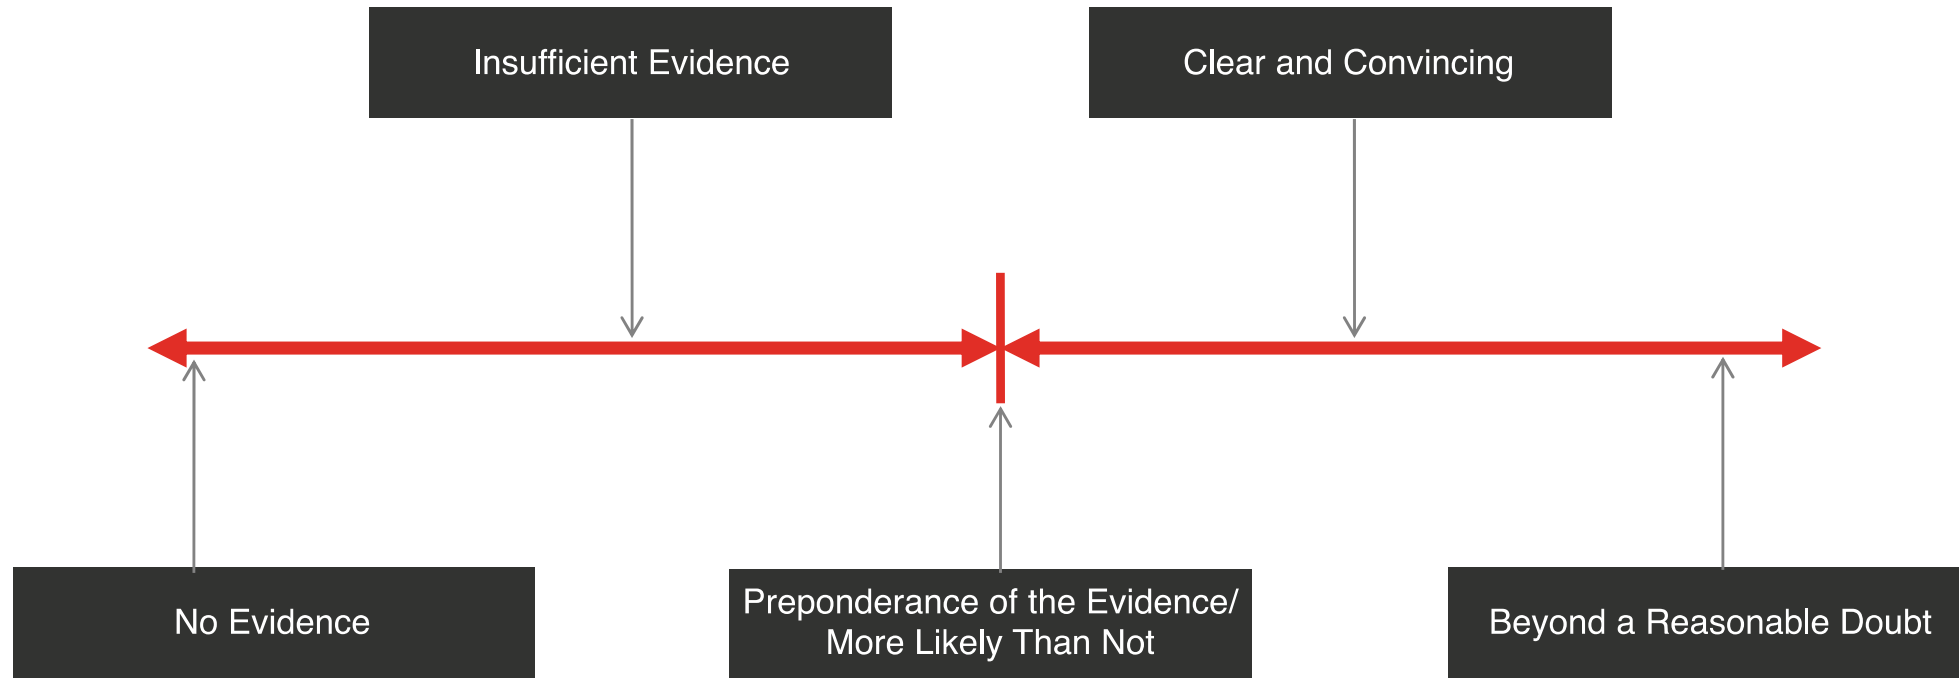 Insufficient Evidence
Clear and Convincing
No Evidence
Preponderance of the Evidence/
More Likely Than Not
Beyond a Reasonable Doubt